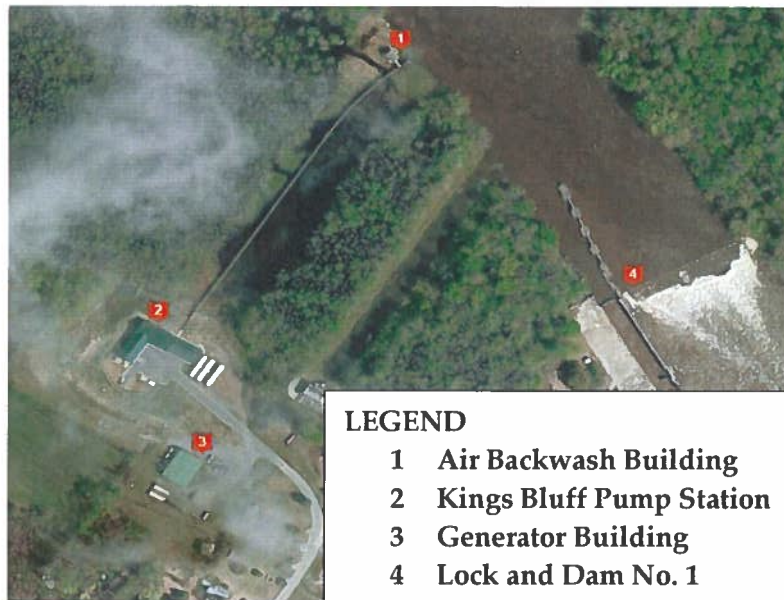 1
2
3
4
LEGEND
1 Air Backwash Building
2 Kings Bluff Pump Station
3 Generator Building
4 Lock and Dam No. 1